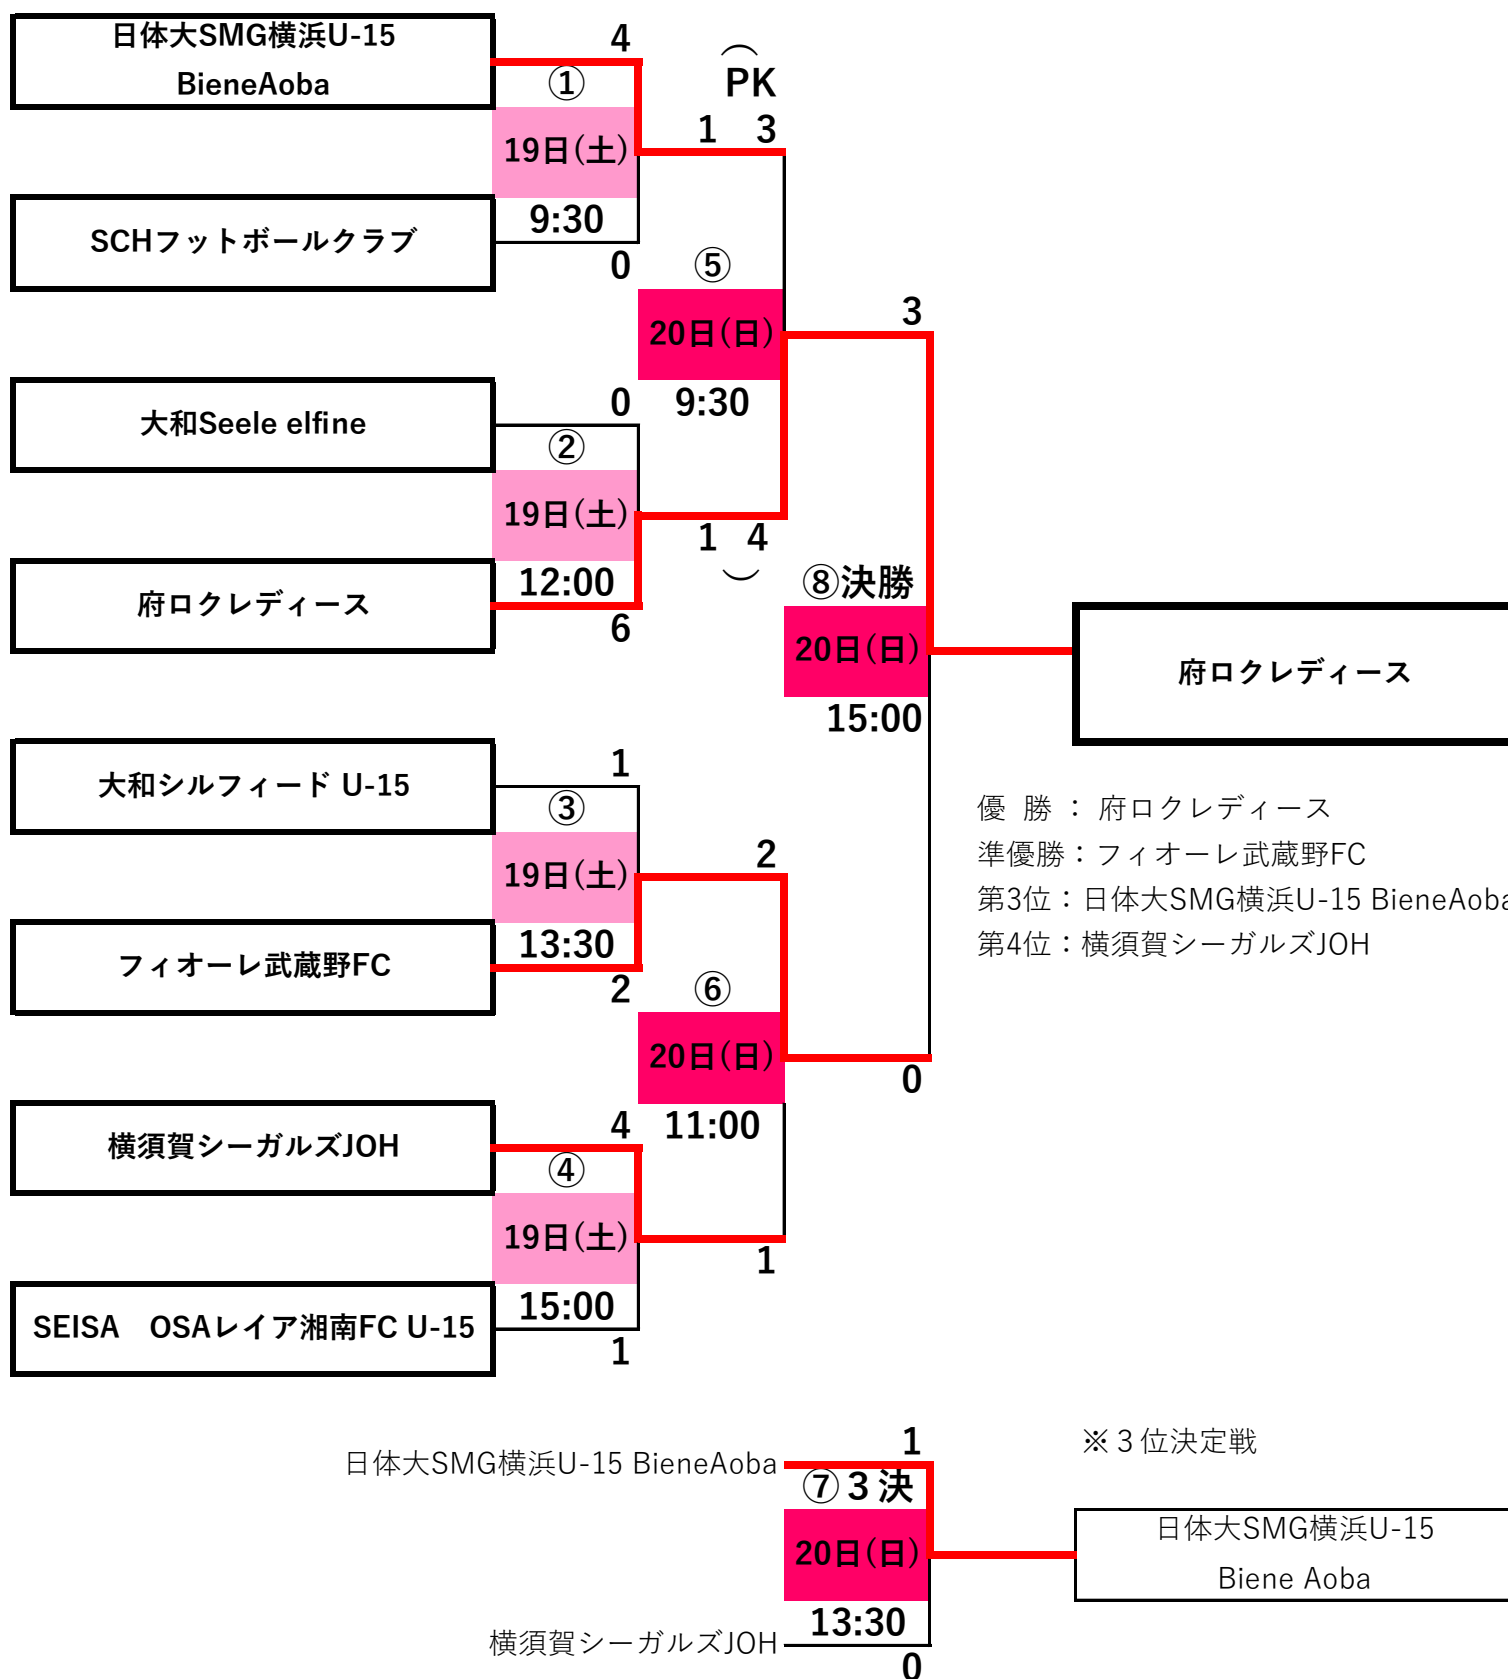 日体大SMG横浜U-15
BieneAoba
4
①
19日(土)
9:30
SCHフットボールクラブ
0
（
PK
1 3
⑤
20日(日)
9:30
大和Seele elfine
0
②
19日(土)
12:00
府ロクレディース
6
1 4
）
3
⑧決勝
20日(日)
15:00
府ロクレディース
大和シルフィード U-15
1
③
19日(土)
13:30
フィオーレ武蔵野FC
2
2
⑥
20日(日)
11:00
0
優 勝 ： 府ロクレディース
準優勝：フィオーレ武蔵野FC
第3位：日体大SMG横浜U-15 BieneAoba
第4位：横須賀シーガルズJOH
横須賀シーガルズJOH
4
④
19日(土)
15:00
SEISA　OSAレイア湘南FC U-15
1
1
※３位決定戦
日体大SMG横浜U-15 BieneAoba
1
⑦３決
20日(日)
13:30
横須賀シーガルズJOH
0
日体大SMG横浜U-15
Biene Aoba